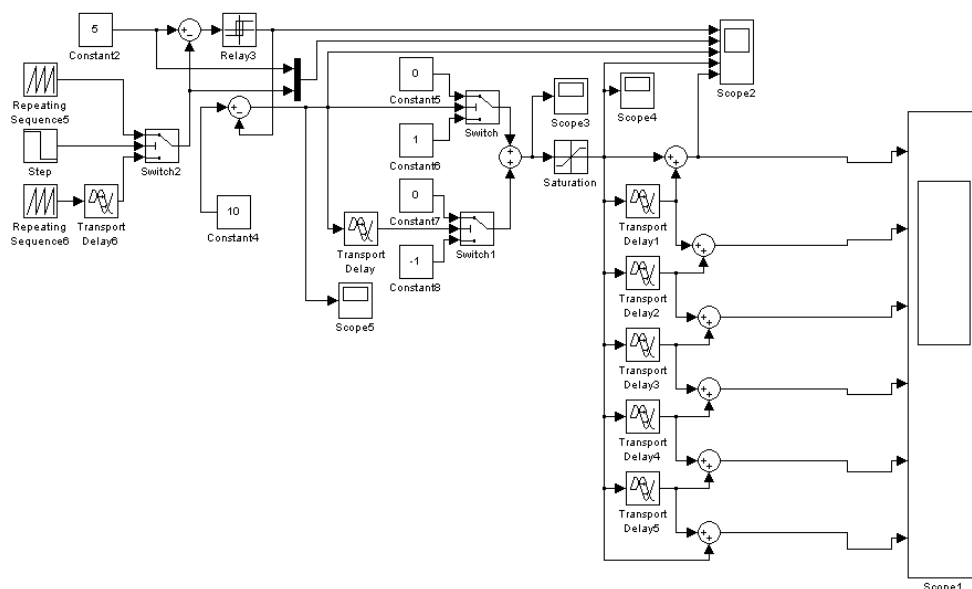 5
Constant2
Relay3
Repeating
Sequence5
Step
Switch2
Repeating
Sequence6
Transport
Delay6
10
Constant4
0
Constant5
1
Constant6
Switch
0
Constant7
-1
Constant8
Switch1
Transport
Delay
Scope5
Scope3
Saturation
Scope4
Scope2
Transport
Delay1
Transport
Delay2
Transport
Delay3
Transport
Delay4
Transport
Delay5
Scope1